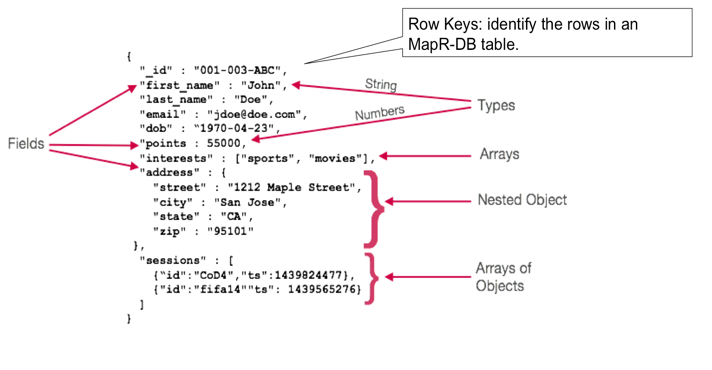 Row Keys: identify the rows in an
MapR-DB table.
{
"_id" : "001-003-ABC",
"first_name" : "John",
"last_name" : "Doe",
"email" : "jdoe@doe.com",
"dob" : “1970-04-23",
"points : 55000,
"interests" : ["sports", "movies"],
"address" : {
"street" : "1212 Maple Street",
"city" : "San Jose",
"state" : "CA",
"zip" : "95101"
},
"sessions" : [
{“id":"CoD4","ts":1439824477},
{"id":"fifa14""ts": 1439565276}
]
}
Fields
String
Numbers
Types
Arrays
Nested Object
Arrays of
Objects